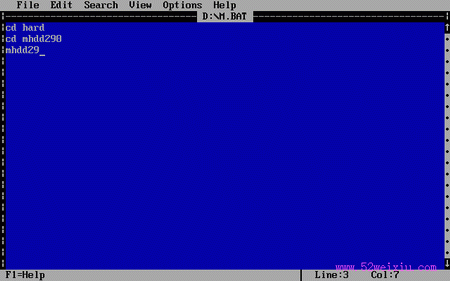 File Edit Search View Options Help
D:\M.BAT
cd hard
cd mhdd290
mhdd29_
www.52weixiu.com
F1=Help Line:3 Col:7